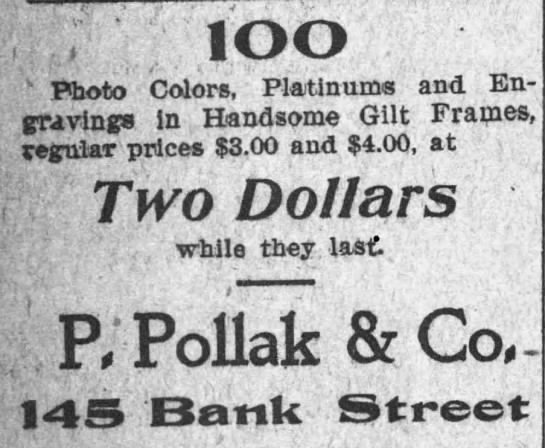 100
Photo Colors, Platinums and En-
gravings in Handsome Gilt Frames,
regular prices $3.00 and $4.00, at
Two Dollars
while they last.
P. Pollak & Co.
145 Bank Street